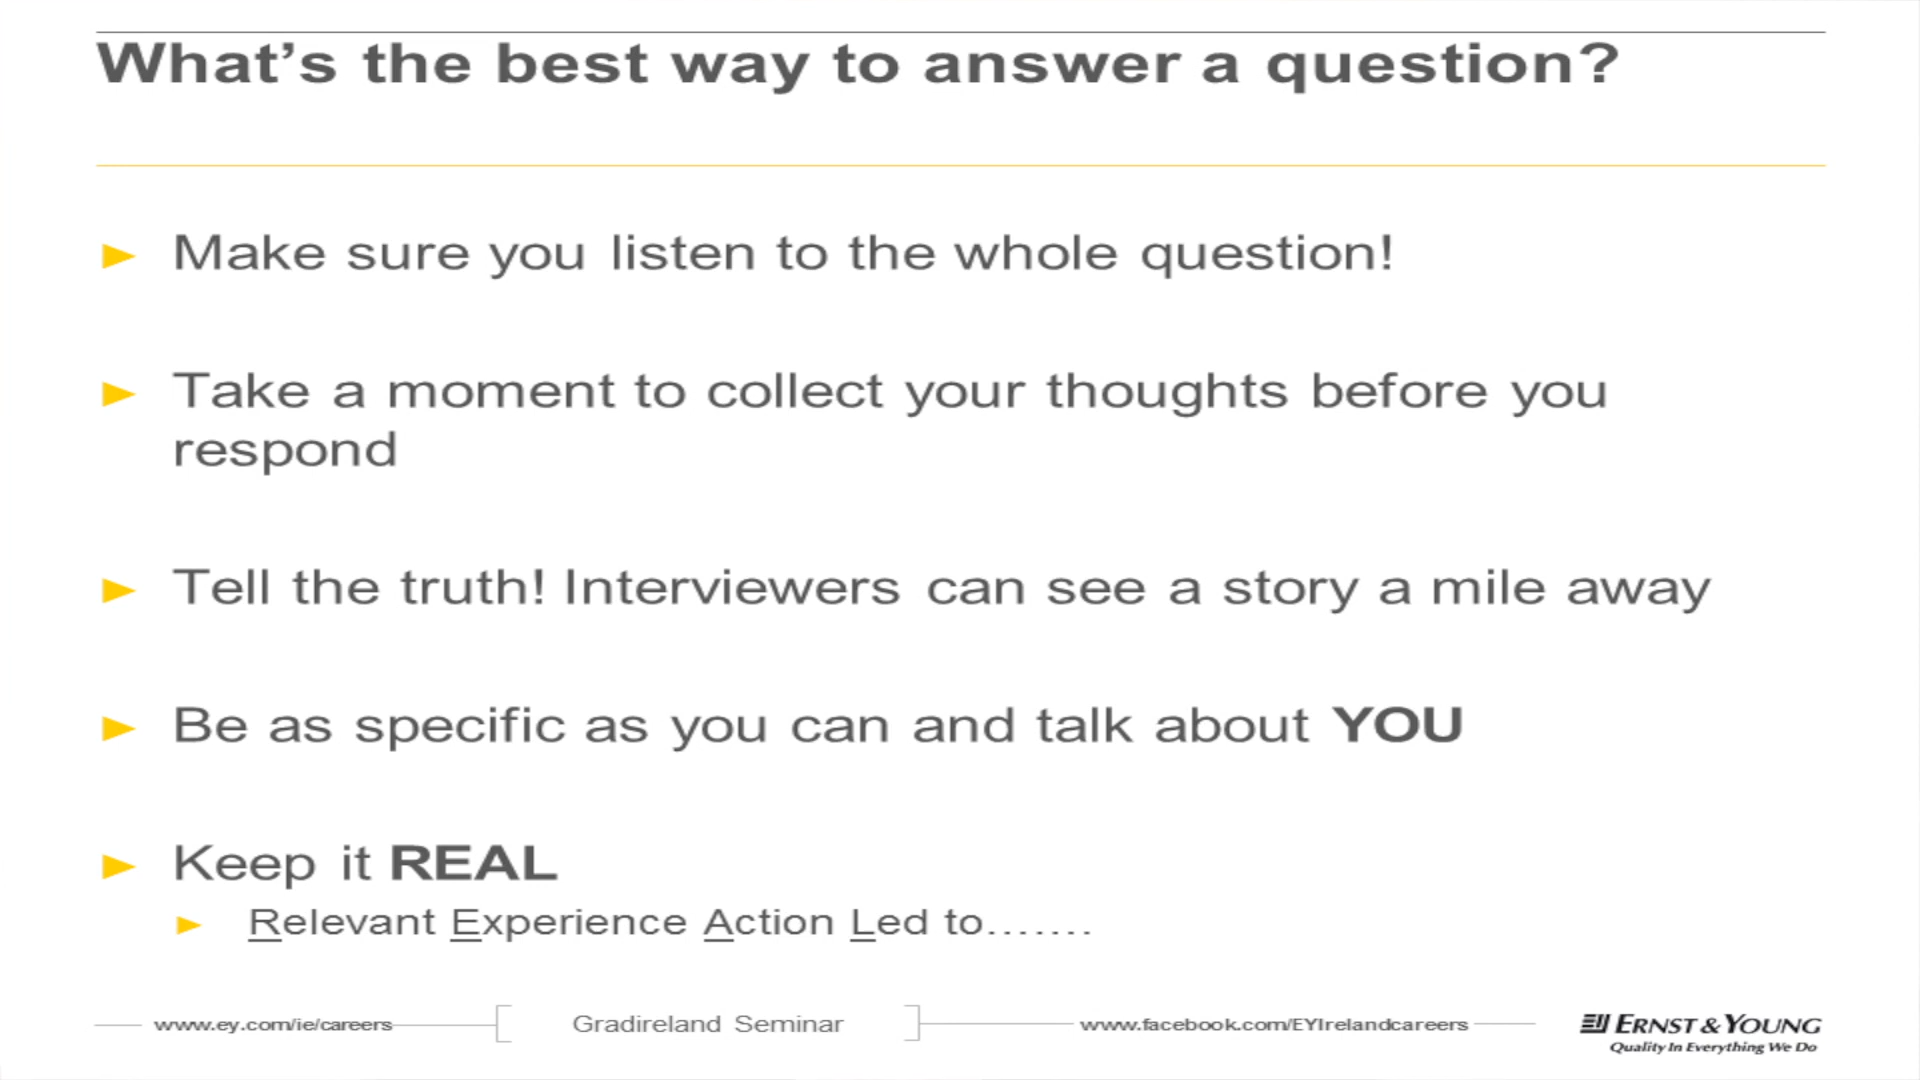 What’s the best way to answer a question?
► Make sure you listen to the whole question!
► Take a moment to collect your thoughts before you
respond
► Tell the truth! Interviewers can see a story a mile away
► Be as specific as you can and talk about YOU
► Keep it REAL
► Relevant Experience Action Led to.......
www.ey.com/ie/careers
Gradireland Seminar
www.facebook.com/EYIrelandcareers
ERNST & YOUNG
Quality In Everything We Do